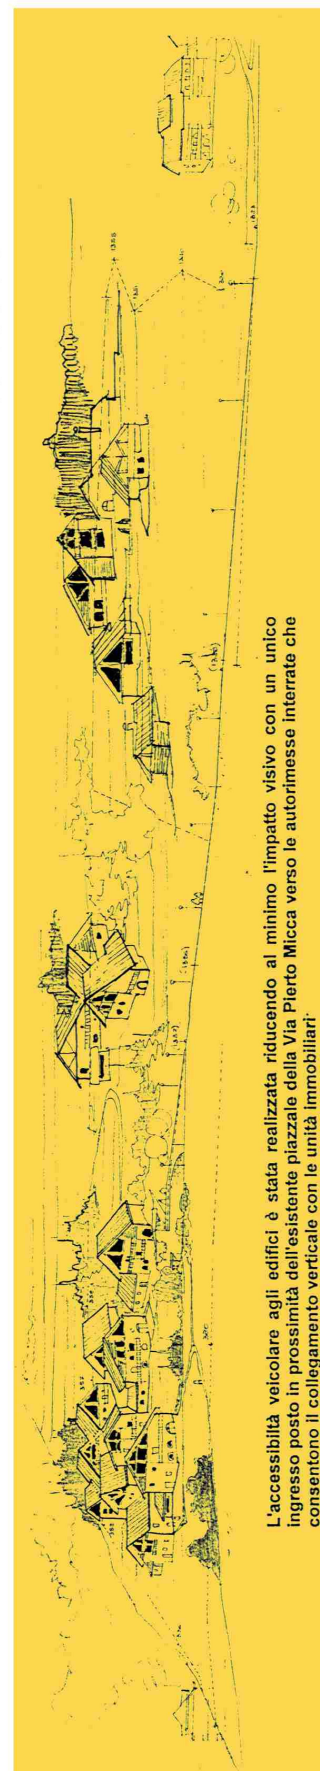 L'accessibiltà veicolare agli edifici è stata realizzata riducendo al minimo l'impatto visivo con un unico
ingresso posto in prossimità dell'esistente piazzale della Via Pierto Micca verso le autorimesse interrate che
consentono il collegamento verticale con le unità immobiliari